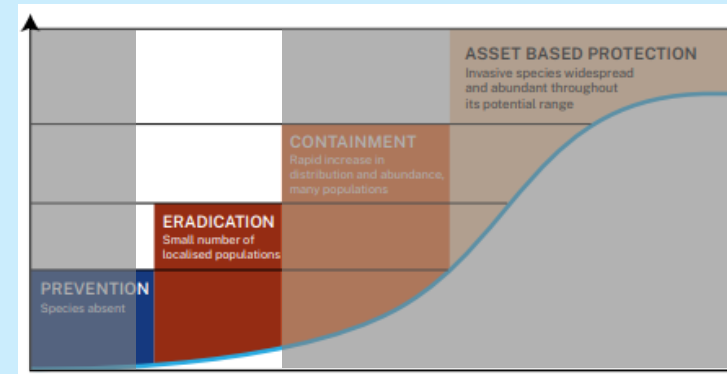 ASSET BASED PROTECTION
Invasive species widespread
and abundant throughout
its potential range
CONTAINMENT
Rapid increase in
distribution and abundance,
many populations
ERADICATION
Small number of
localised populations
PREVENTION
Species absent